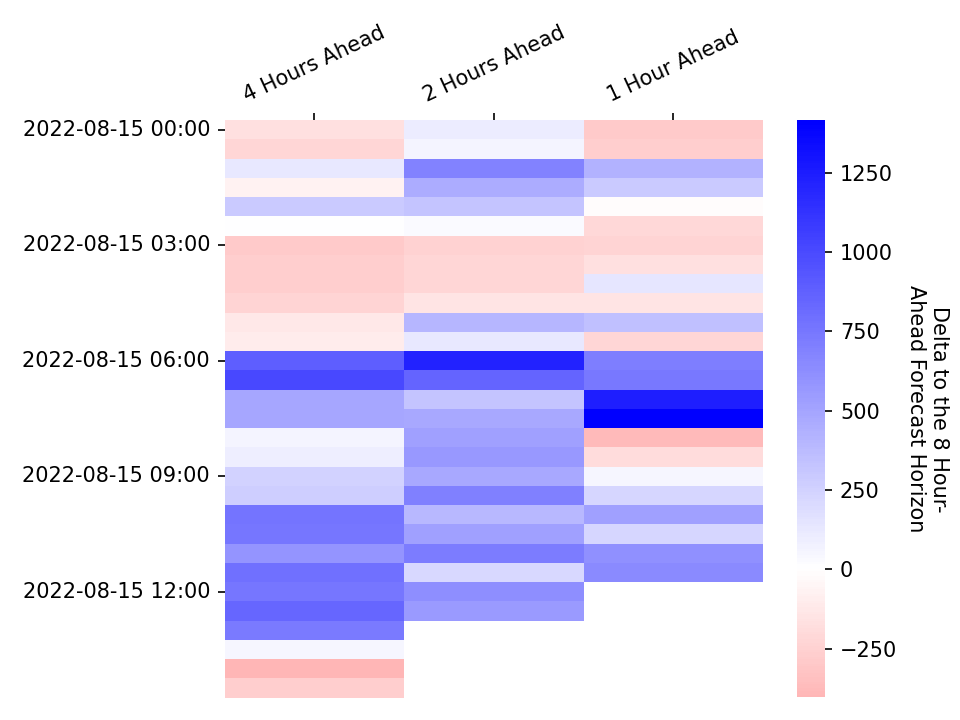 4 Hours Ahead
2 Hours Ahead
1 Hour Ahead
2022-08-15 00:00
2022-08-15 03:00
2022-08-15 06:00
2022-08-15 09:00
2022-08-15 12:00
1250
1000
750
500
250
0
−250
Delta to the 8 Hour-
Ahead Forecast Horizon